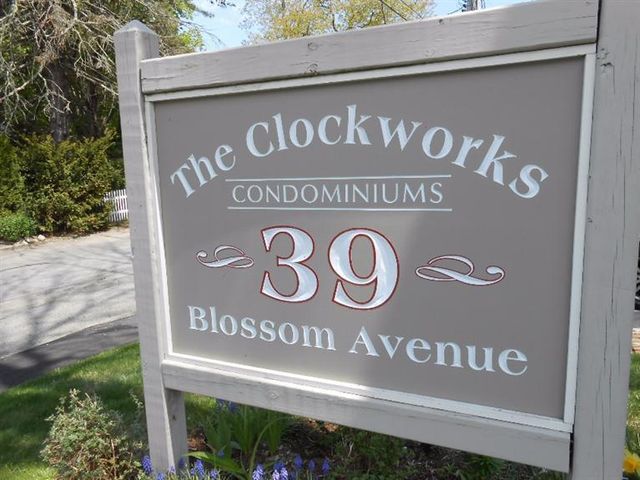 The Clockworks
CONDOMINIUMS
39
Blossom Avenue